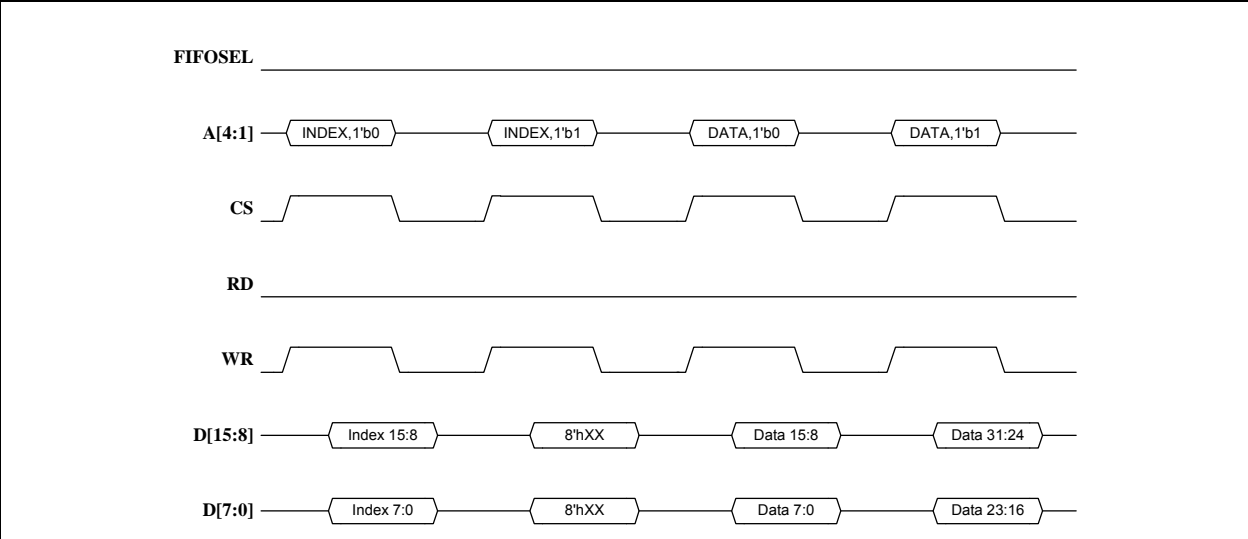 FIFOSEL
A[4:1] INDEX,1'b0 INDEX,1'b1 DATA,1'b0 DATA,1'b1
CS
RD
WR
D[15:8] Index 15:8 8'hXX Data 15:8 Data 31:24
D[7:0] Index 7:0 8'hXX Data 7:0 Data 23:16